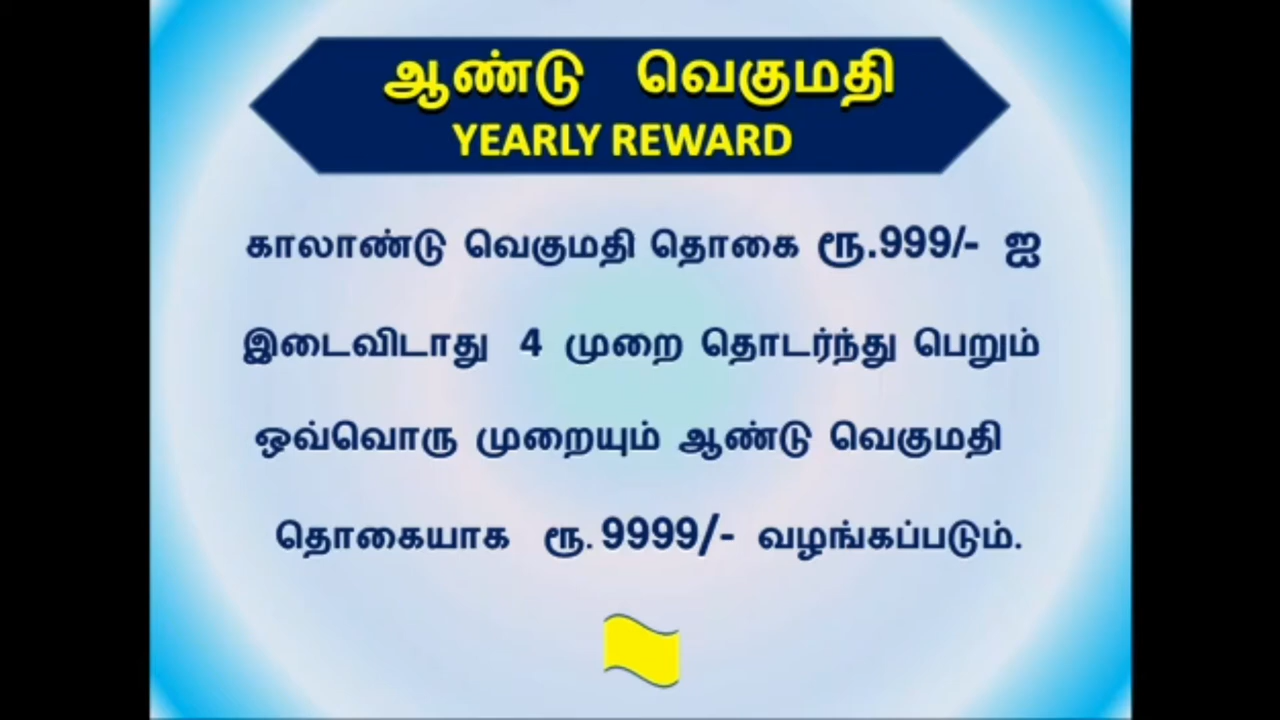 ஆண்டு வெகுமதி
YEARLY REWARD
காலாண்டு வெகுமதி தொகை ரூ.999/- ஐ
இடைவிடாது 4 முறை தொடர்ந்து பெறும்
ஒவ்வொரு முறையும் ஆண்டு வெகுமதி
தொகையாக ரூ. 9999/- வழங்கப்படும்.